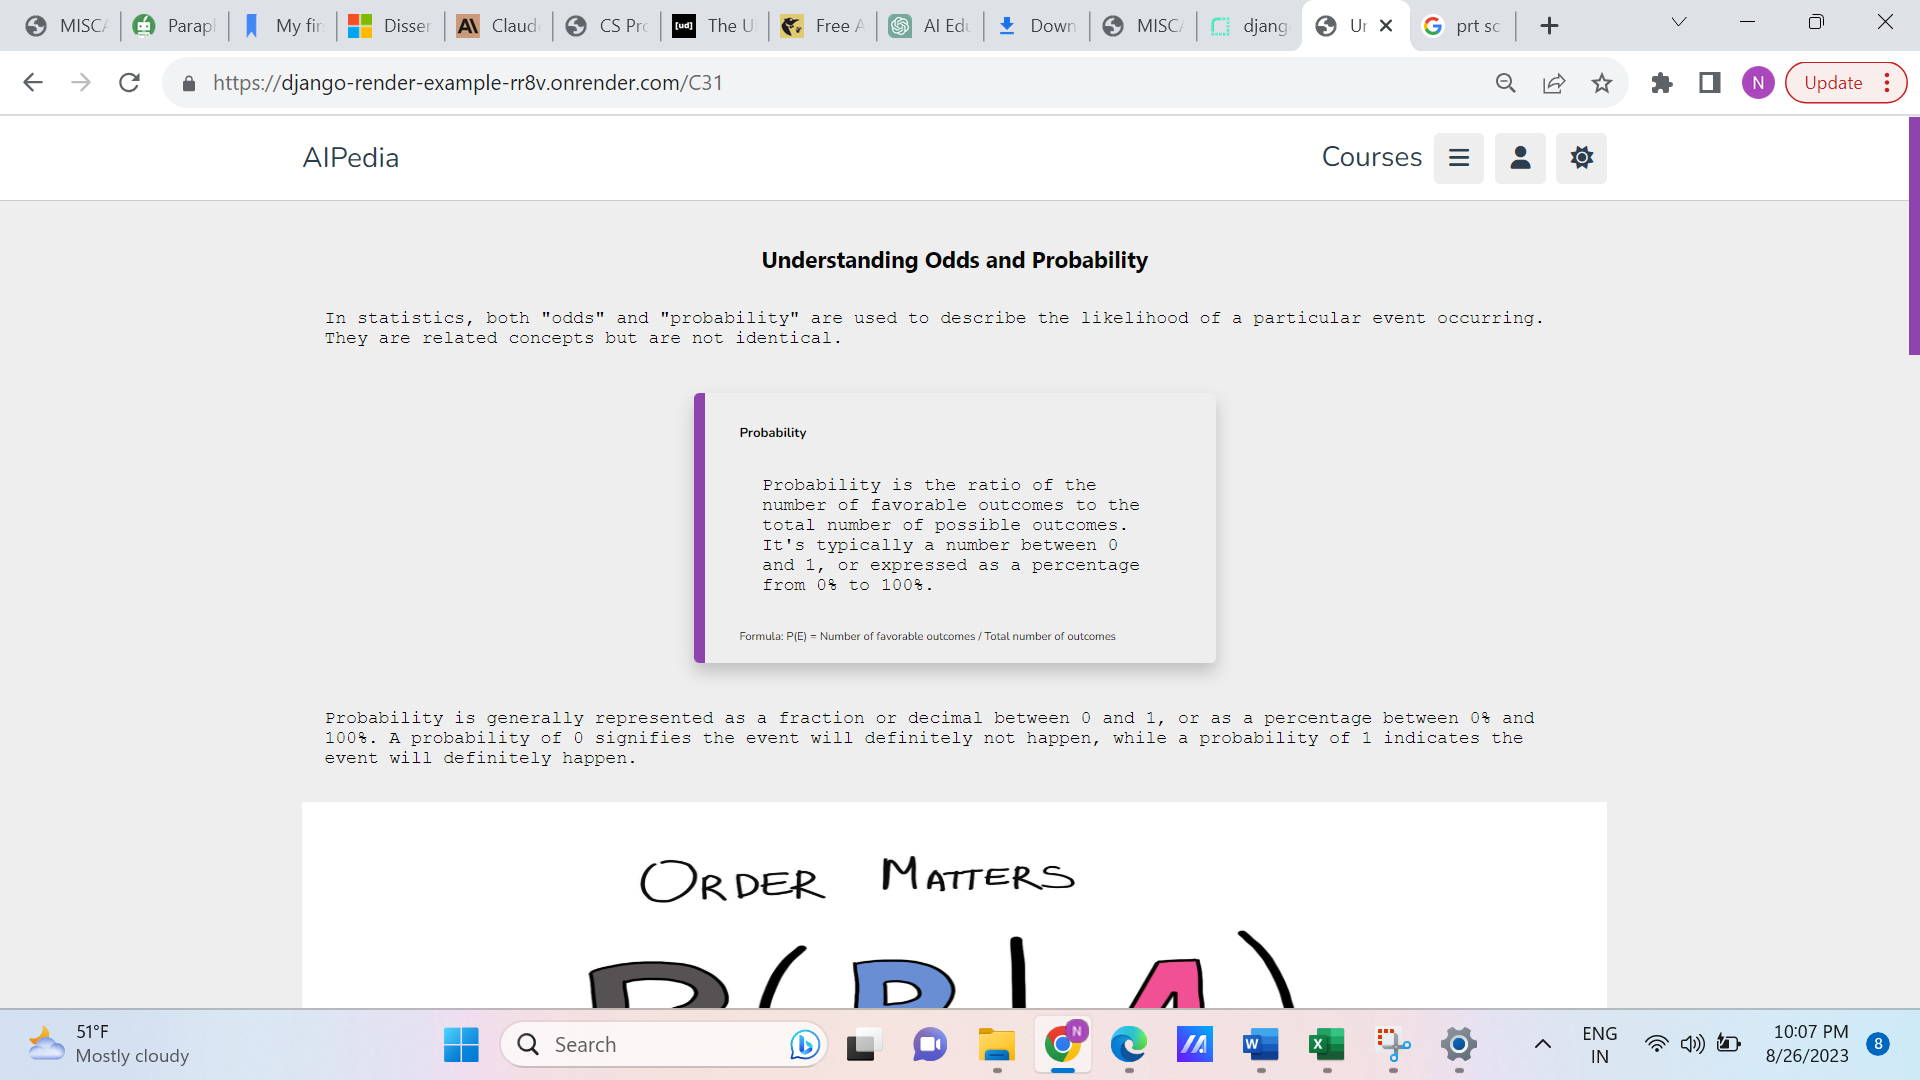 MISCA
Parapl
My fir
Disser
Claud
CS Pro
The U
Free A
AI Edu
Down
MISCA
djang
Ur
prt sc
https://django-render-example-rr8v.onrender.com/C31
N
Update
AIPedia
Courses
Understanding Odds and Probability
In statistics, both "odds" and "probability" are used to describe the likelihood of a particular event occurring.
They are related concepts but are not identical.
Probability
Probability is the ratio of the
number of favorable outcomes to the
total number of possible outcomes.
It's typically a number between 0
and 1, or expressed as a percentage
from 0% to 100%.
Formula: P(E) = Number of favorable outcomes / Total number of outcomes
Probability is generally represented as a fraction or decimal between 0 and 1, or as a percentage between 0% and
100%. A probability of 0 signifies the event will definitely not happen, while a probability of 1 indicates the
event will definitely happen.
ORDER MATTERS
P(B|A)
51°F
Mostly cloudy
Search
ENG
IN
10:07 PM
8/26/2023
8